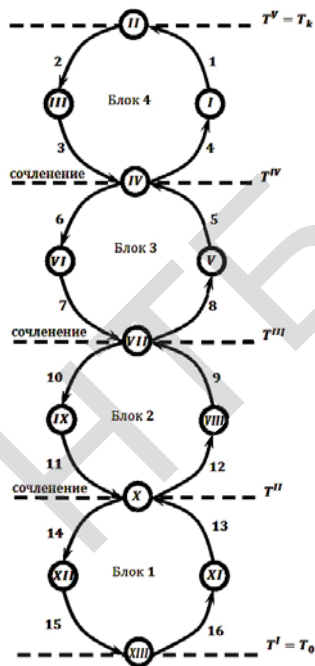 II
T^V = T_k
2
1
III
Блок 4
I
3
4
сочленение
IV
T^IV
6
5
VI
Блок 3
V
7
8
сочленение
VII
T^III
10
9
IX
Блок 2
VIII
11
12
сочленение
X
T^II
14
13
XII
Блок 1
XI
15
16
XIII
T^I = T_0
НТБ